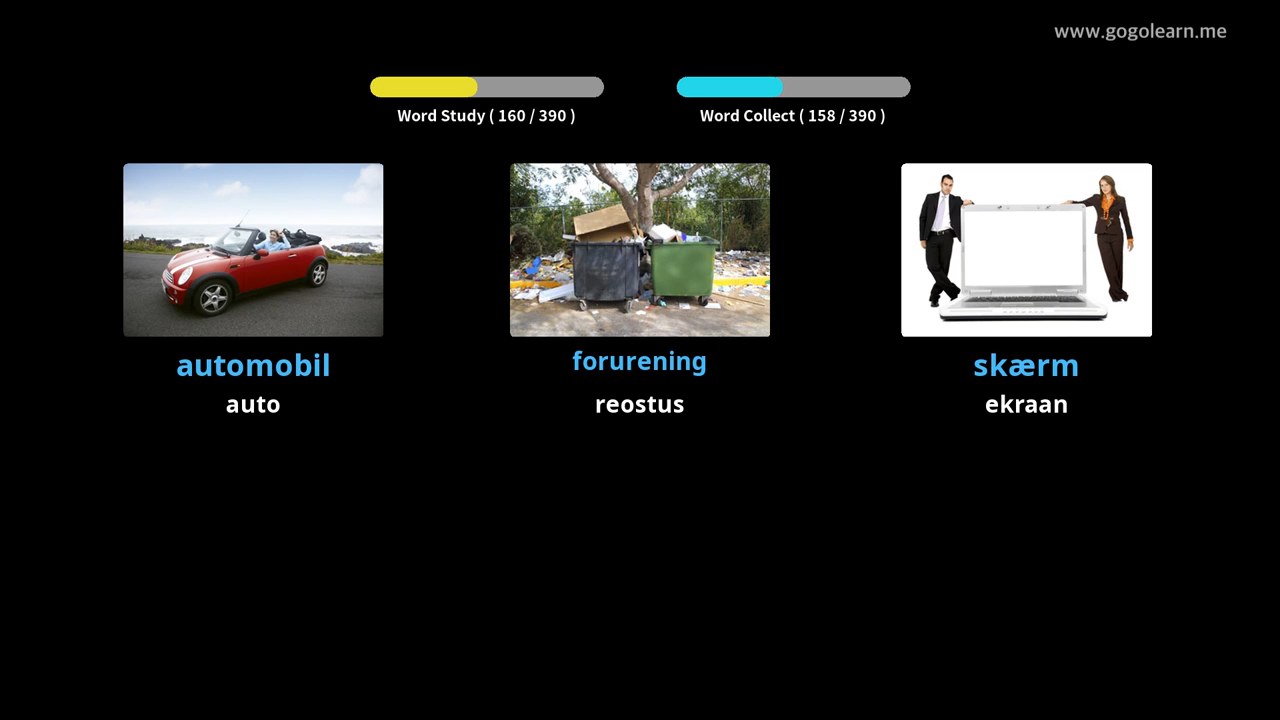 www.gogolearn.me
Word Study ( 160 / 390 )
Word Collect ( 158 / 390 )
automobil
auto
forurening
reostus
skærm
ekraan